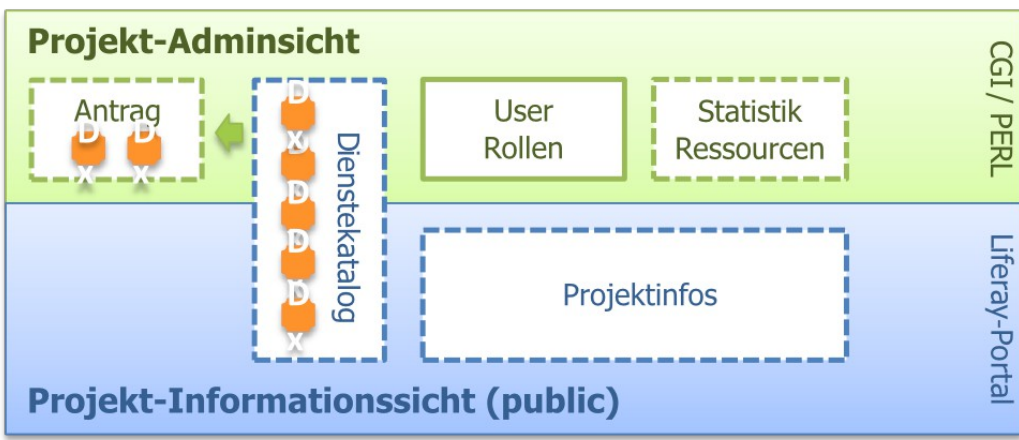 Projekt-Adminsicht
CGI / PERL
Antrag
D
x
D
x
D
x
D
D
D
D
x
Dienstekatalog
User
Rollen
Statistik
Ressourcen
Projektinfos
Liferay-Portal
Projekt-Informationssicht (public)